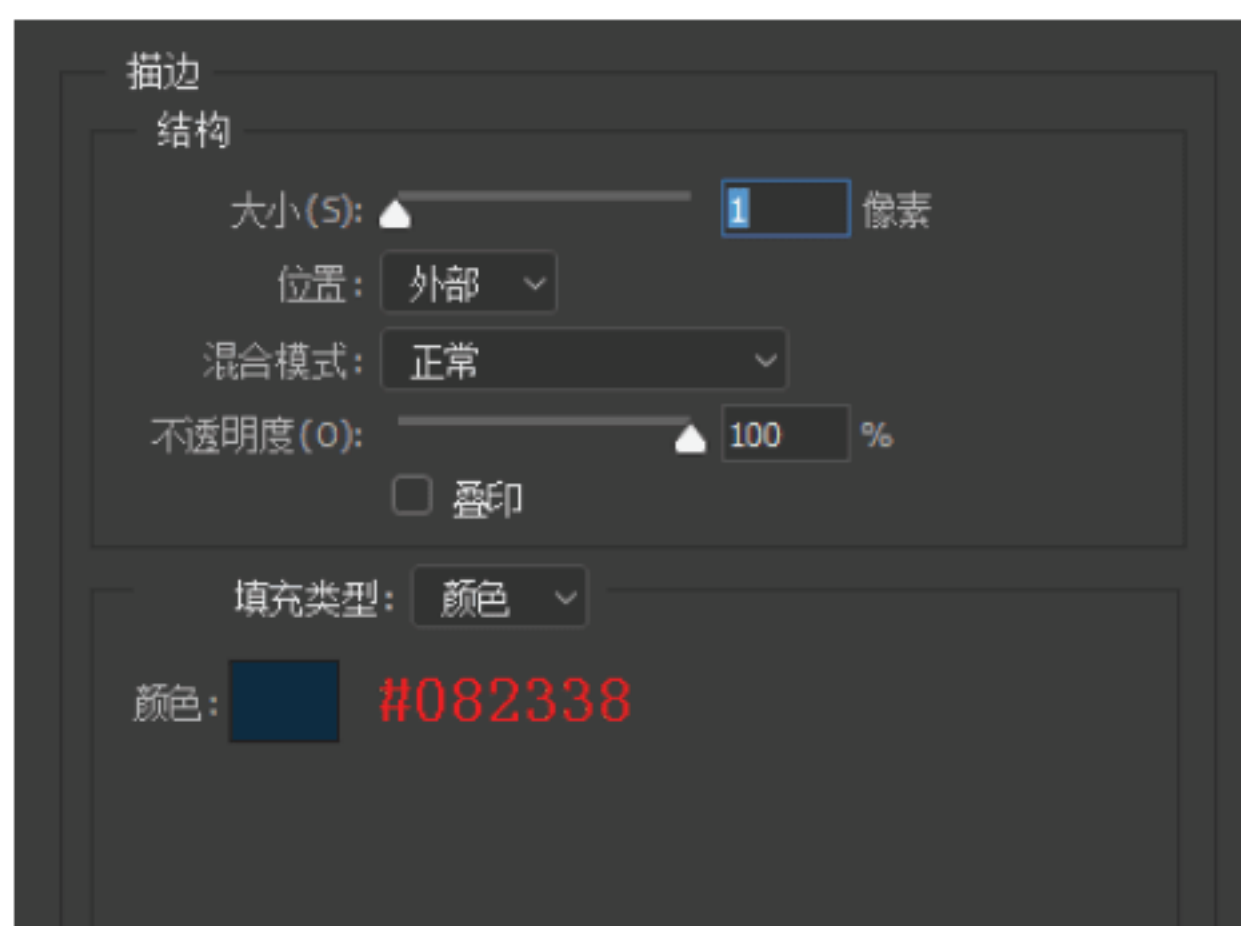 描边
结构
大小(S): 1 像素
位置: 外部
混合模式: 正常
不透明度(O): 100 %
叠印
填充类型: 颜色
颜色: #082338